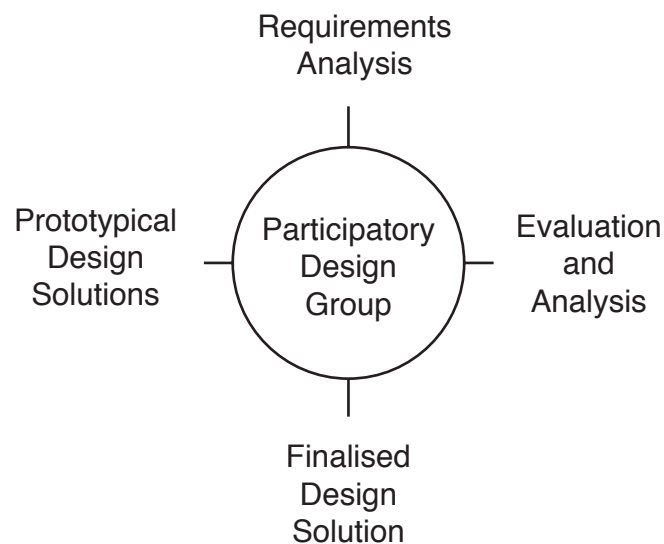 Requirements
Analysis
Prototypical
Design
Solutions
Participatory
Design
Group
Evaluation
and
Analysis
Finalised
Design
Solution